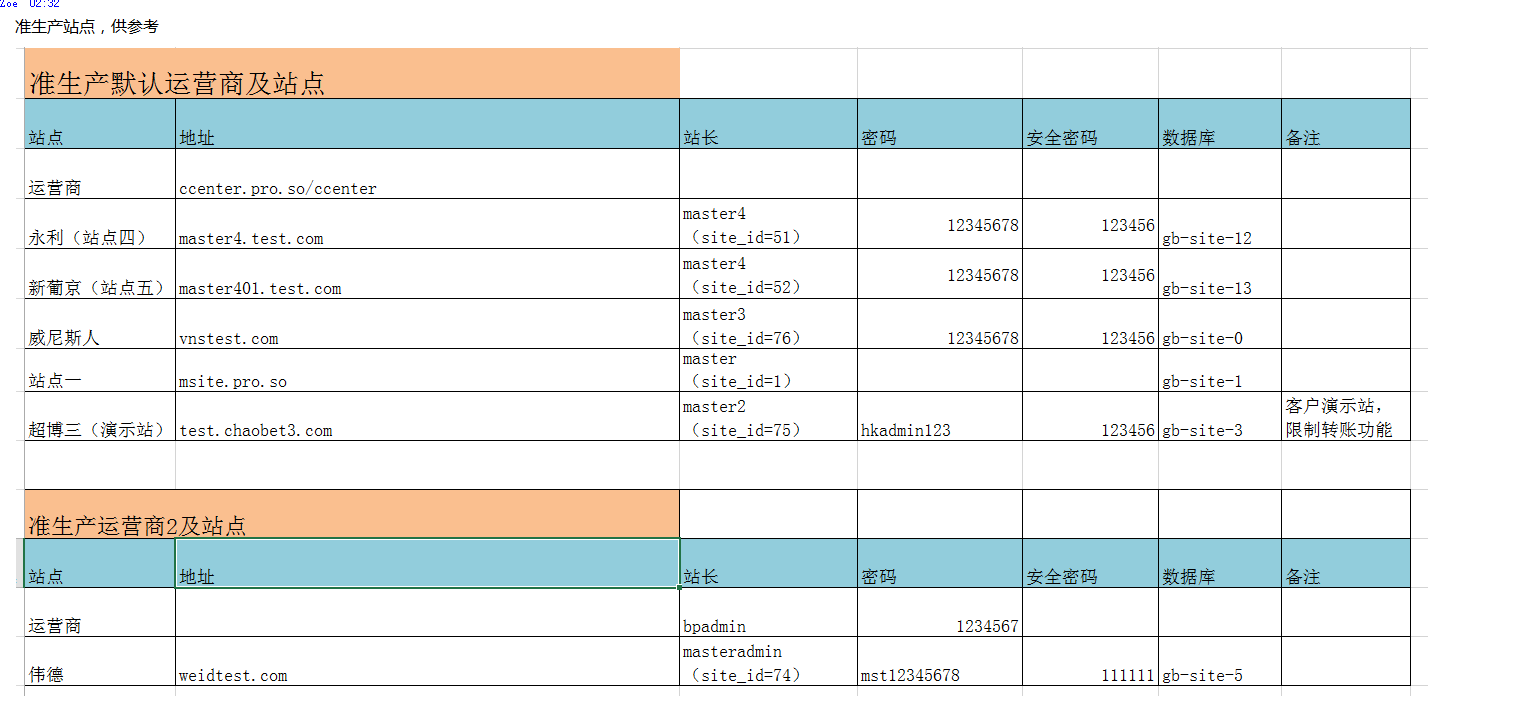 Zoe 02:32
准生产站点，供参考
准生产默认运营商及站点
站点 地址 站长 密码 安全密码 数据库 备注
运营商 ccenter.pro.so/ccenter
永利（站点四） master4.test.com master4（site_id=51） 12345678 123456 gb-site-12
新葡京（站点五） master401.test.com master4（site_id=52） 12345678 123456 gb-site-13
威尼斯人 vnstest.com master3（site_id=76） 12345678 123456 gb-site-0
站点一 msite.pro.so master（site_id=1） gb-site-1
超博三（演示站） test.chaobet3.com master2（site_id=75） hkadmin123 123456 gb-site-3 客户演示站，限制转账功能
准生产运营商2及站点
站点 地址 站长 密码 安全密码 数据库 备注
运营商 bpadmin 1234567
伟德 weidtest.com masteradmin（site_id=74） mst12345678 111111 gb-site-5